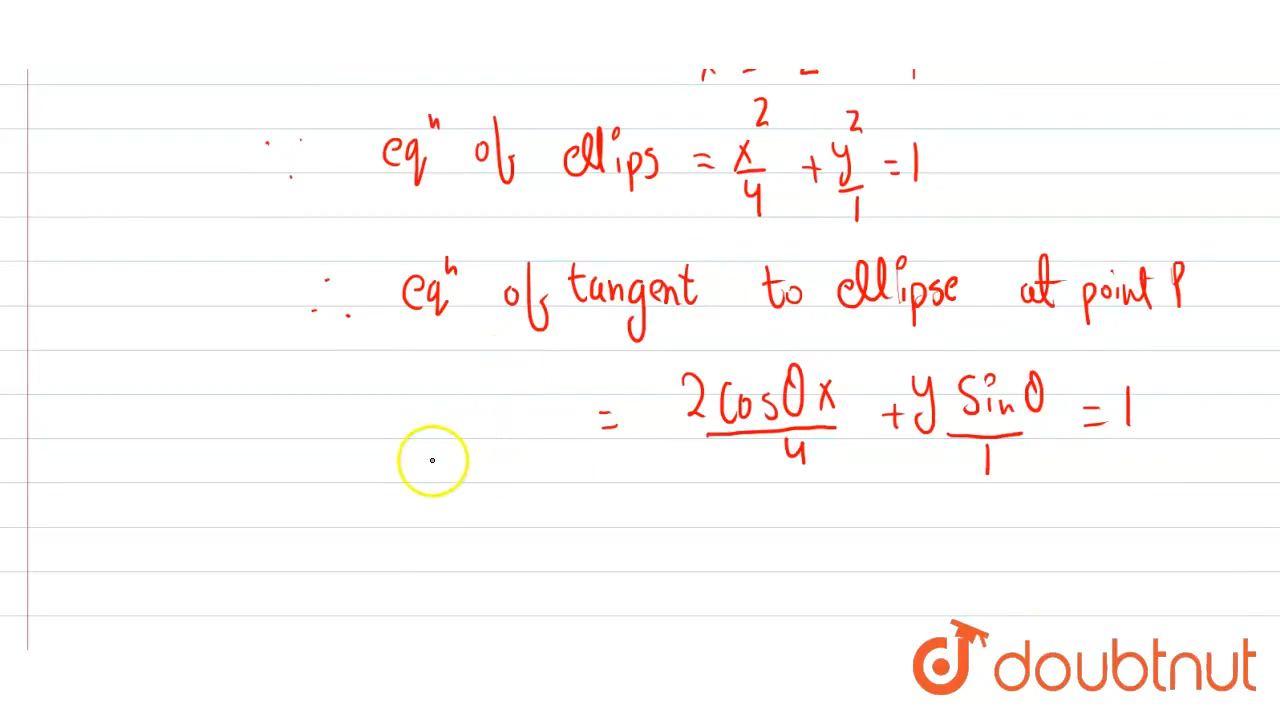 ∵ eqⁿ of ellips = x²/4 + y²/1 = 1
∴ eqⁿ of tangent to ellipse at point P
= 2cosθx/4 + y sinθ/1 = 1
doubtnut